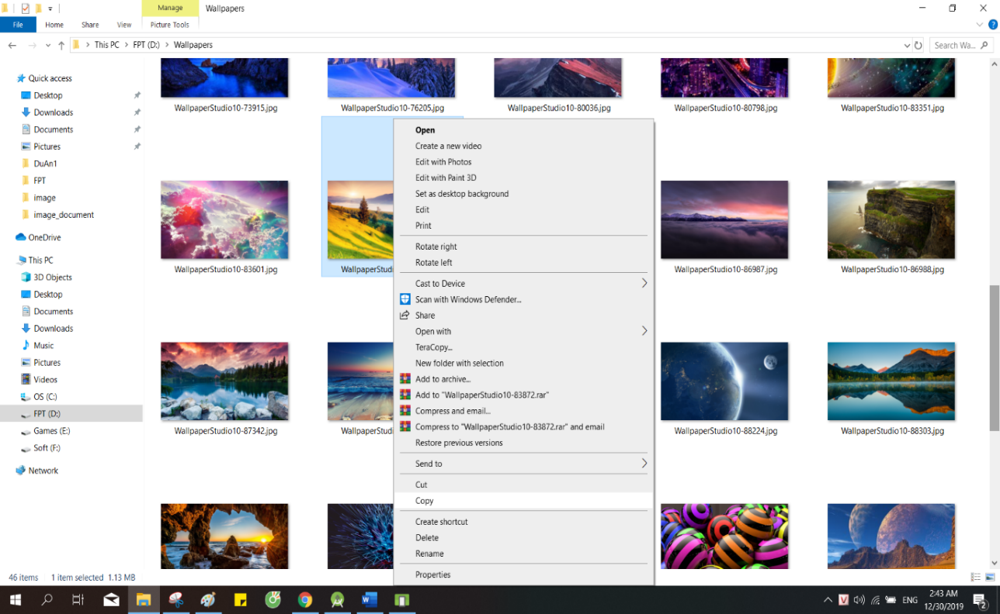 Manage
Wallpapers
File
Home
Share
View
Picture Tools
This PC
FPT (D:)
Wallpapers
Search Wa...
Quick access
Desktop
Downloads
Documents
Pictures
DuAn1
FPT
image
image_document
OneDrive
This PC
3D Objects
Desktop
Documents
Downloads
Music
Pictures
Videos
OS (C:)
FPT (D:)
Games (E:)
Soft (F:)
Network
WallpaperStudio10-73915.jpg
WallpaperStudio10-76205.jpg
WallpaperStudio10-80036.jpg
WallpaperStudio10-80798.jpg
WallpaperStudio10-83351.jpg
WallpaperStudio10-83601.jpg
WallpaperStud
WallpaperStudio10-86987.jpg
WallpaperStudio10-86988.jpg
WallpaperStudio10-87342.jpg
WallpaperStud
WallpaperStudio10-88224.jpg
WallpaperStudio10-88303.jpg
Open
Create a new video
Edit with Photos
Edit with Paint 3D
Set as desktop background
Edit
Print
Rotate right
Rotate left
Cast to Device
Scan with Windows Defender...
Share
Open with
TeraCopy...
New folder with selection
Add to archive...
Add to "WallpaperStudio10-83872.rar"
Compress and email...
Compress to "WallpaperStudio10-83872.rar" and email
Restore previous versions
Send to
Cut
Copy
Create shortcut
Delete
Rename
Properties
46 items
1 item selected 1.13 MB
ENG
2:43 AM
12/30/2019
2